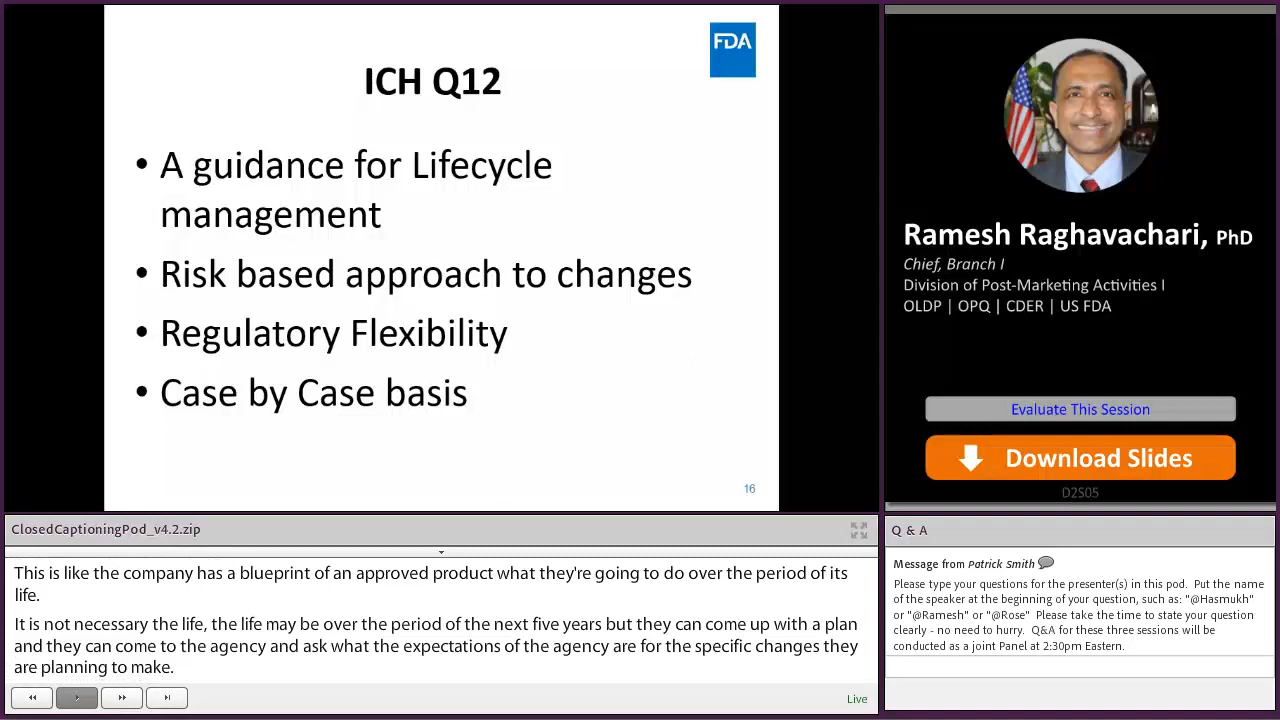 FDA
ICH Q12
• A guidance for Lifecycle
management
• Risk based approach to changes
• Regulatory Flexibility
• Case by Case basis
16
Ramesh Raghavachari, PhD
Chief, Branch I
Division of Post-Marketing Activities I
OLDP | OPQ | CDER | US FDA
Evaluate This Session
Download Slides
D2S05
ClosedCaptioningPod_v4.2.zip
This is like the company has a blueprint of an approved product what they're going to do over the period of its
life.
It is not necessary the life, the life may be over the period of the next five years but they can come up with a plan
and they can come to the agency and ask what the expectations of the agency are for the specific changes they
are planning to make.
Live
Q & A
Message from Patrick Smith
Please type your questions for the presenter(s) in this pod.  Put the name
of the speaker at the beginning of your question, such as: "@Hasmukh"
or "@Ramesh" or "@Rose"  Please take the time to state your question
clearly - no need to hurry.  Q&A for these three sessions will be
conducted as a joint Panel at 2:30pm Eastern.